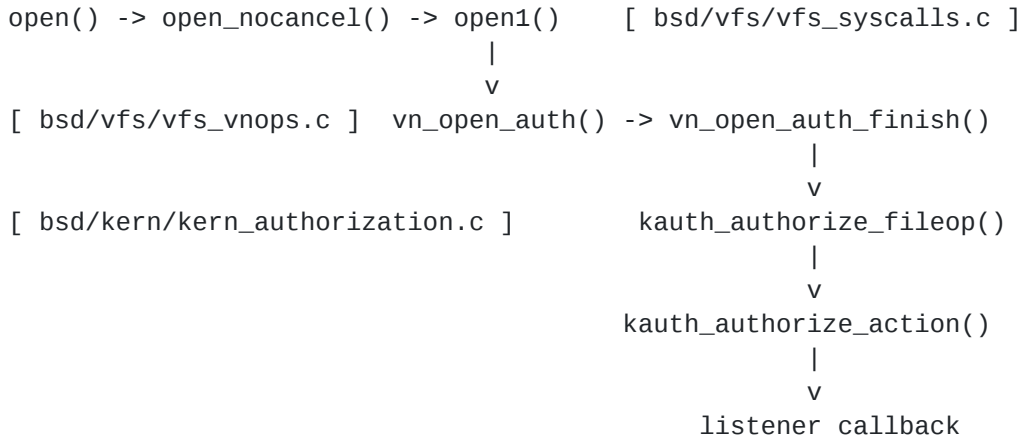 open() -> open_nocancel() -> open1() [ bsd/vfs/vfs_syscalls.c ]
|
v
[ bsd/vfs/vfs_vnops.c ] vn_open_auth() -> vn_open_auth_finish()
|
v
[ bsd/kern/kern_authorization.c ] kauth_authorize_fileop()
|
v
kauth_authorize_action()
|
v
listener callback